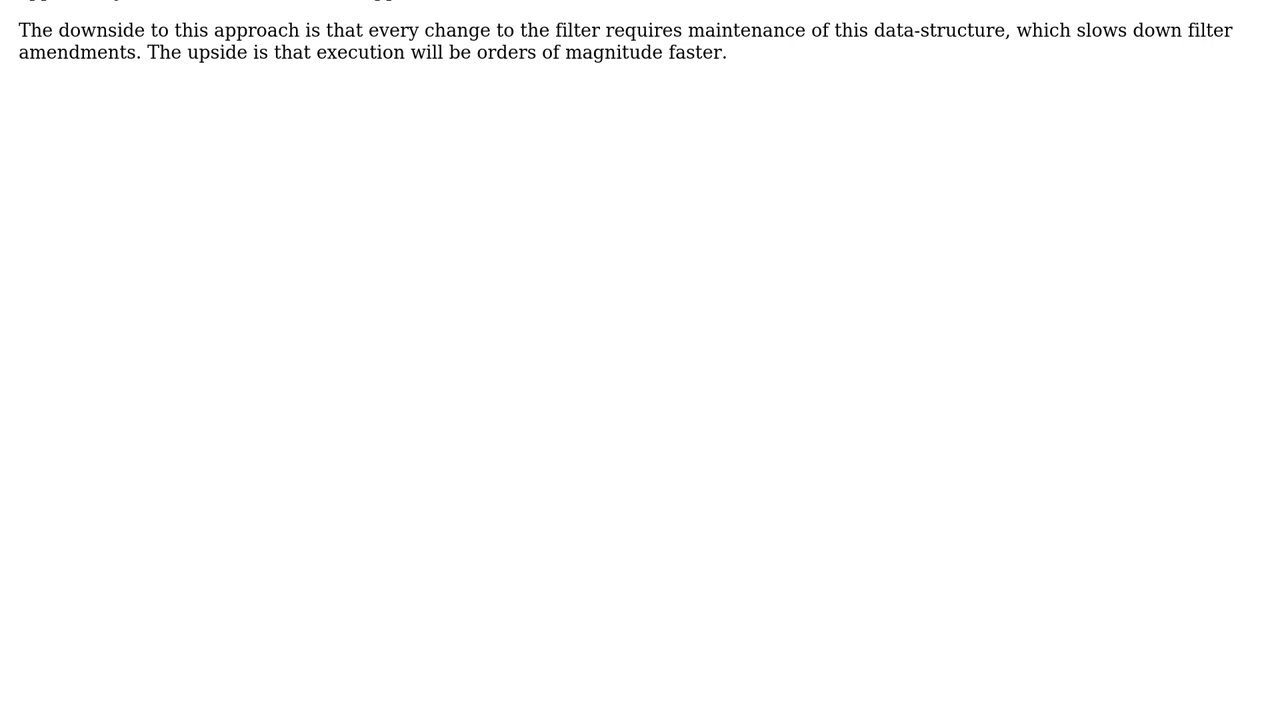 The downside to this approach is that every change to the filter requires maintenance of this data-structure, which slows down filter
amendments. The upside is that execution will be orders of magnitude faster.